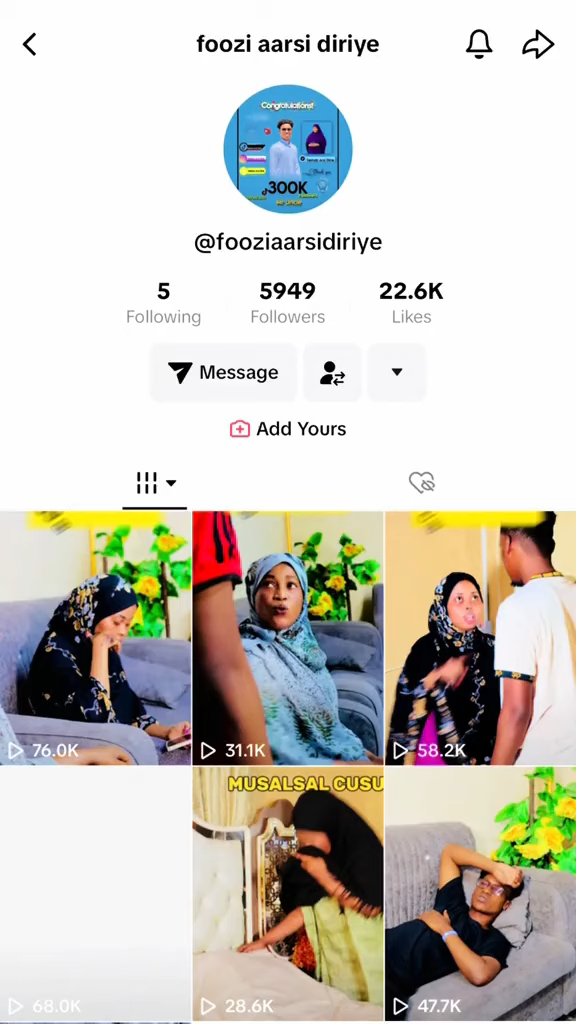 foozi aarsi diriye
Congratulations!
300K
@fooziaarsidiriye
5 5949 22.6K
Following Followers Likes
Message
Add Yours
76.0K 31.1K 58.2K
MUSALSAL CUSU
68.0K 28.6K 47.7K